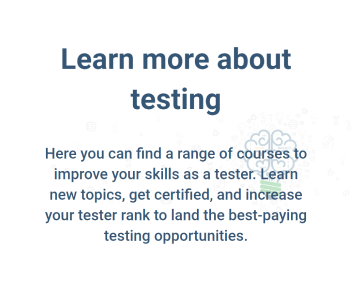 Learn more about
testing
Here you can find a range of courses to
improve your skills as a tester. Learn
new topics, get certified, and increase
your tester rank to land the best-paying
testing opportunities.